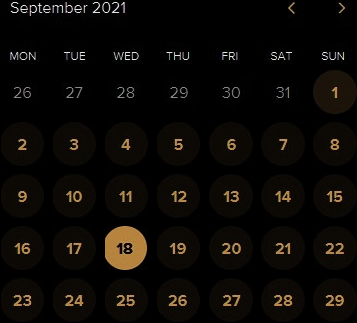 September 2021
MON TUE WED THU FRI SAT SUN
26 27 28 29 30 31 1
2 3 4 5 6 7 8
9 10 11 12 13 14 15
16 17 18 19 20 21 22
23 24 25 26 27 28 29